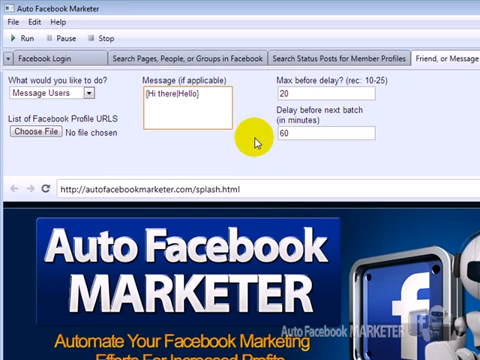 Auto Facebook Marketer
File Edit Help
Run Pause Stop
Facebook Login Search Pages, People, or Groups in Facebook Search Status Posts for Member Profiles Friend, or Message
What would you like to do? Message (if applicable) Max before delay? (rec: 10-25)
Message Users {Hi there|Hello} 20
Delay before next batch
(in minutes)
List of Facebook Profile URLS
Choose File No file chosen 60
http://autofacebookmarketer.com/splash.html
Auto Facebook
MARKETER
Auto Facebook MARKETER
Automate Your Facebook Marketing
Efforts For Increased Profits